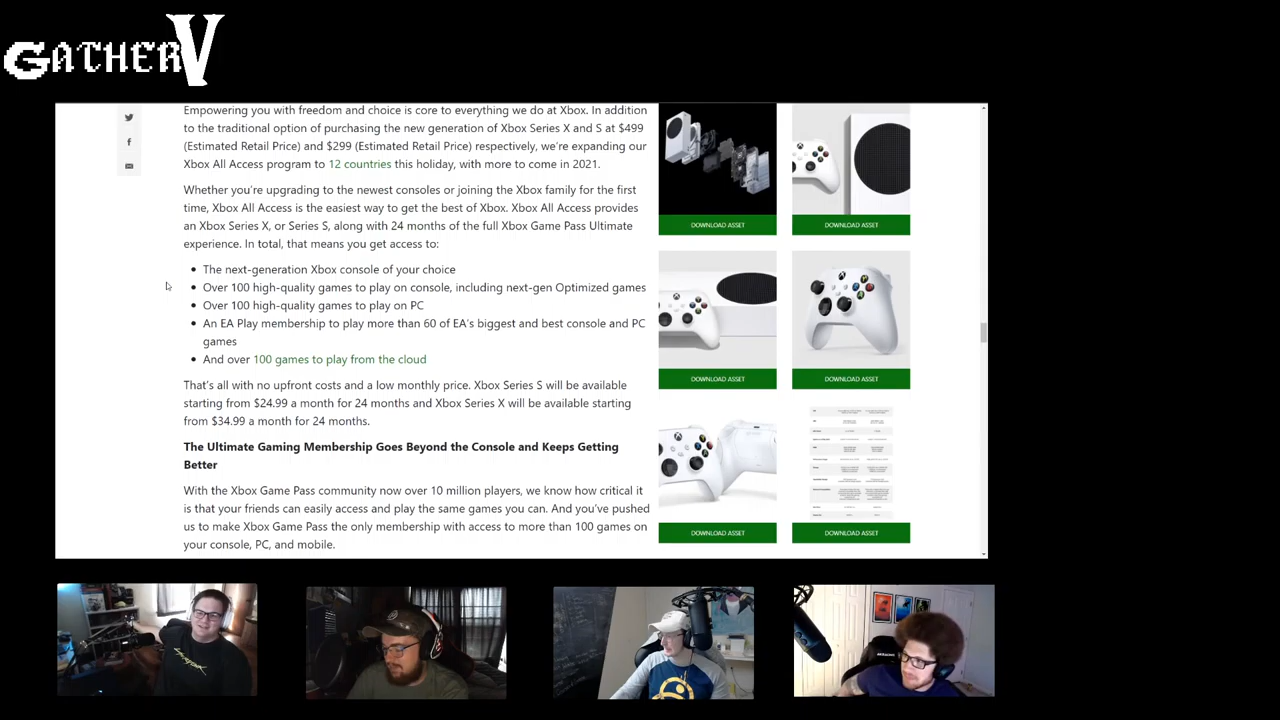 GATHERV
Empowering you with freedom and choice is core to everything we do at Xbox. In addition
to the traditional option of purchasing the new generation of Xbox Series X and S at $499
(Estimated Retail Price) and $299 (Estimated Retail Price) respectively, we're expanding our
Xbox All Access program to 12 countries this holiday, with more to come in 2021.
Whether you're upgrading to the newest consoles or joining the Xbox family for the first
time, Xbox All Access is the easiest way to get the best of Xbox. Xbox All Access provides
an Xbox Series X, or Series S, along with 24 months of the full Xbox Game Pass Ultimate
experience. In total, that means you get access to:
The next-generation Xbox console of your choice
Over 100 high-quality games to play on console, including next-gen Optimized games
Over 100 high-quality games to play on PC
An EA Play membership to play more than 60 of EA's biggest and best console and PC
games
And over 100 games to play from the cloud
That's all with no upfront costs and a low monthly price. Xbox Series S will be available
starting from $24.99 a month for 24 months and Xbox Series X will be available starting
from $34.99 a month for 24 months.
The Ultimate Gaming Membership Goes Beyond the Console and Keeps Getting
Better
With the Xbox Game Pass community now over 10 million players, we know how critical it
is that your friends can easily access and play the same games you can. And you've pushed
us to make Xbox Game Pass the only membership with access to more than 100 games on
your console, PC, and mobile.
DOWNLOAD ASSET
DOWNLOAD ASSET
DOWNLOAD ASSET
DOWNLOAD ASSET
DOWNLOAD ASSET
DOWNLOAD ASSET